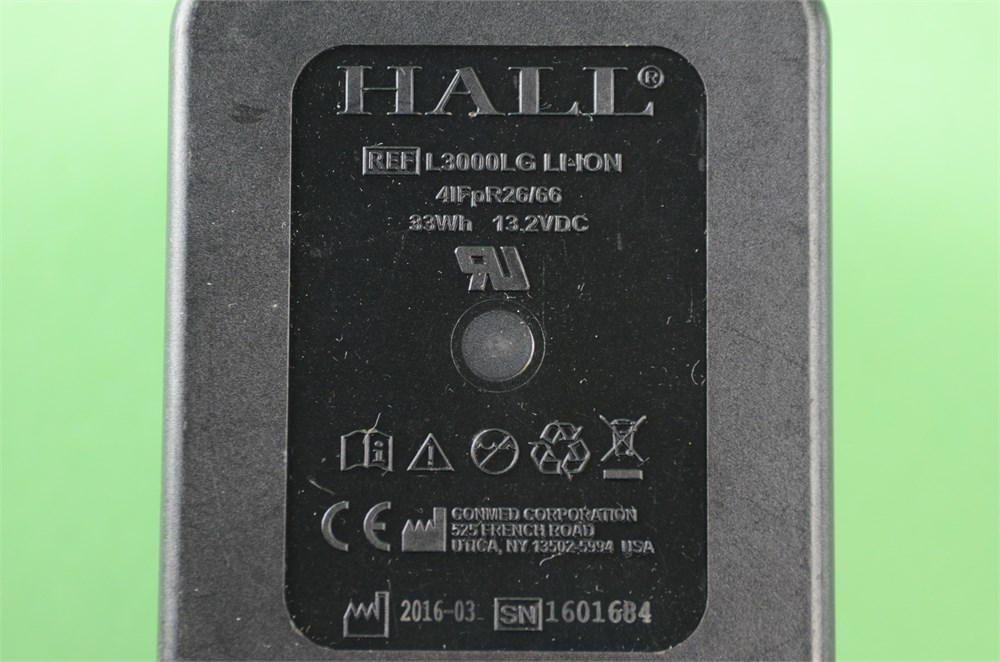 HALL®
REF L3000LG LI-ION
4IFpR26/66
33Wh 13.2VDC
CE CONMED CORPORATION
525 FRENCH ROAD
UTICA, NY 13502-5994 USA
2016-03 SN 1601684